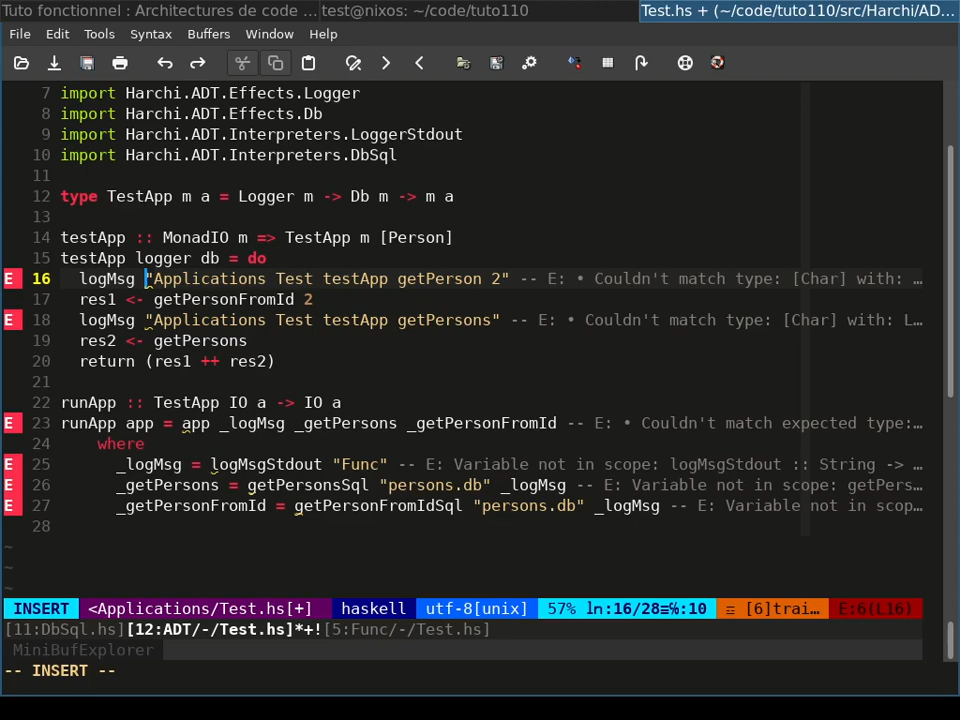 Tuto fonctionnel : Architectures de code ... test@nixos: ~/code/tuto110 Test.hs + (~/code/tuto110/src/Harchi/AD...
File Edit Tools Syntax Buffers Window Help
7 import Harchi.ADT.Effects.Logger
8 import Harchi.ADT.Effects.Db
9 import Harchi.ADT.Interpreters.LoggerStdout
10 import Harchi.ADT.Interpreters.DbSql
11
12 type TestApp m a = Logger m -> Db m -> m a
13
14 testApp :: MonadIO m => TestApp m [Person]
15 testApp logger db = do
E 16 logMsg "Applications Test testApp getPerson 2" -- E: • Couldn't match type: [Char] with: …
17 res1 <- getPersonFromId 2
E 18 logMsg "Applications Test testApp getPersons" -- E: • Couldn't match type: [Char] with: L…
19 res2 <- getPersons
20 return (res1 ++ res2)
21
22 runApp :: TestApp IO a -> IO a
E 23 runApp app = app _logMsg _getPersons _getPersonFromId -- E: • Couldn't match expected type:…
24 where
E 25 _logMsg = logMsgStdout "Func" -- E: Variable not in scope: logMsgStdout :: String -> …
E 26 _getPersons = getPersonsSql "persons.db" _logMsg -- E: Variable not in scope: getPers…
E 27 _getPersonFromId = getPersonFromIdSql "persons.db" _logMsg -- E: Variable not in scop…
28
~
~
~
INSERT <Applications/Test.hs[+] haskell utf-8[unix] 57% ln:16/28≡℅:10 ☲ [6]trai… E:6(L16)
[11:DbSql.hs][12:ADT/-/Test.hs]*+![5:Func/-/Test.hs]
MiniBufExplorer
-- INSERT --